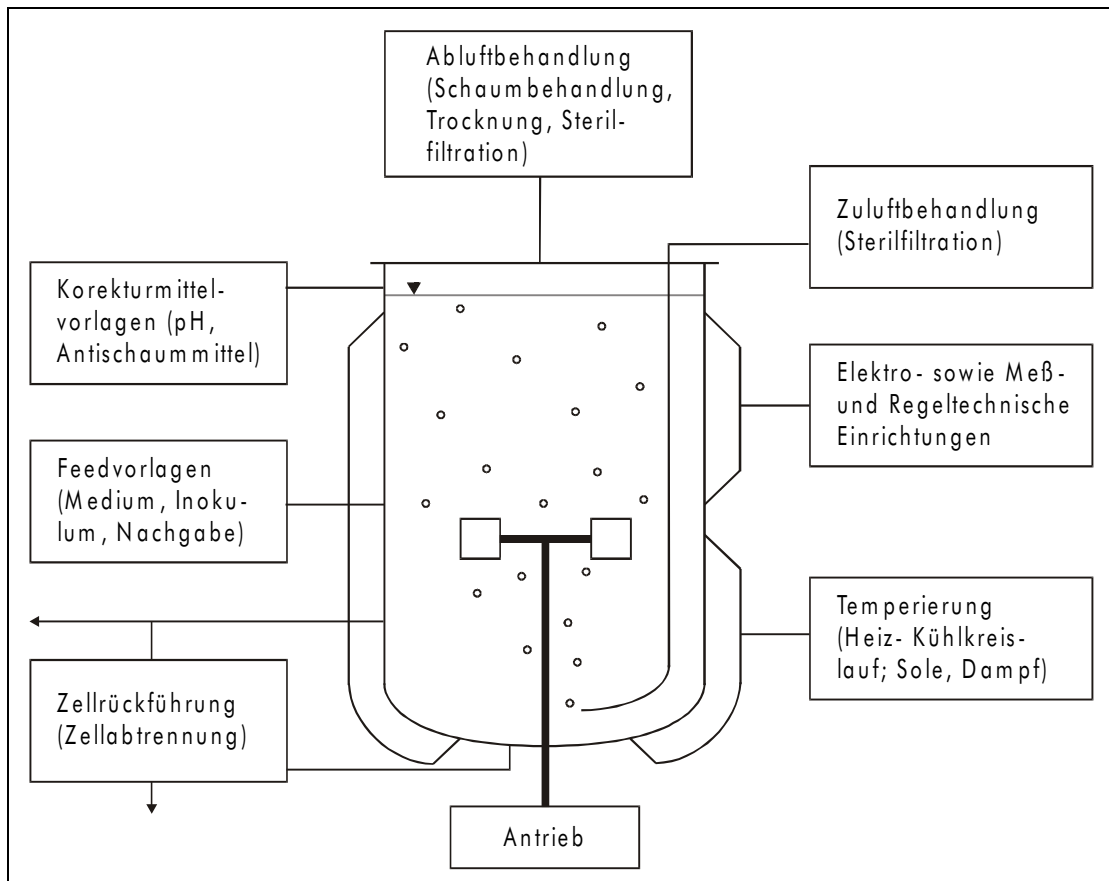 Abluftbehandlung
(Schaumbehandlung,
Trocknung, Steril-
filtration)
Zuluftbehandlung
(Sterilfiltration)
Korekturmittel-
vorlagen (pH,
Antischaummittel)
Elektro- sowie Meß-
und Regeltechnische
Einrichtungen
Feedvorlagen
(Medium, Inoku-
lum, Nachgabe)
Temperierung
(Heiz- Kühlkreis-
lauf; Sole, Dampf)
Zellrückführung
(Zellabtrennung)
Antrieb